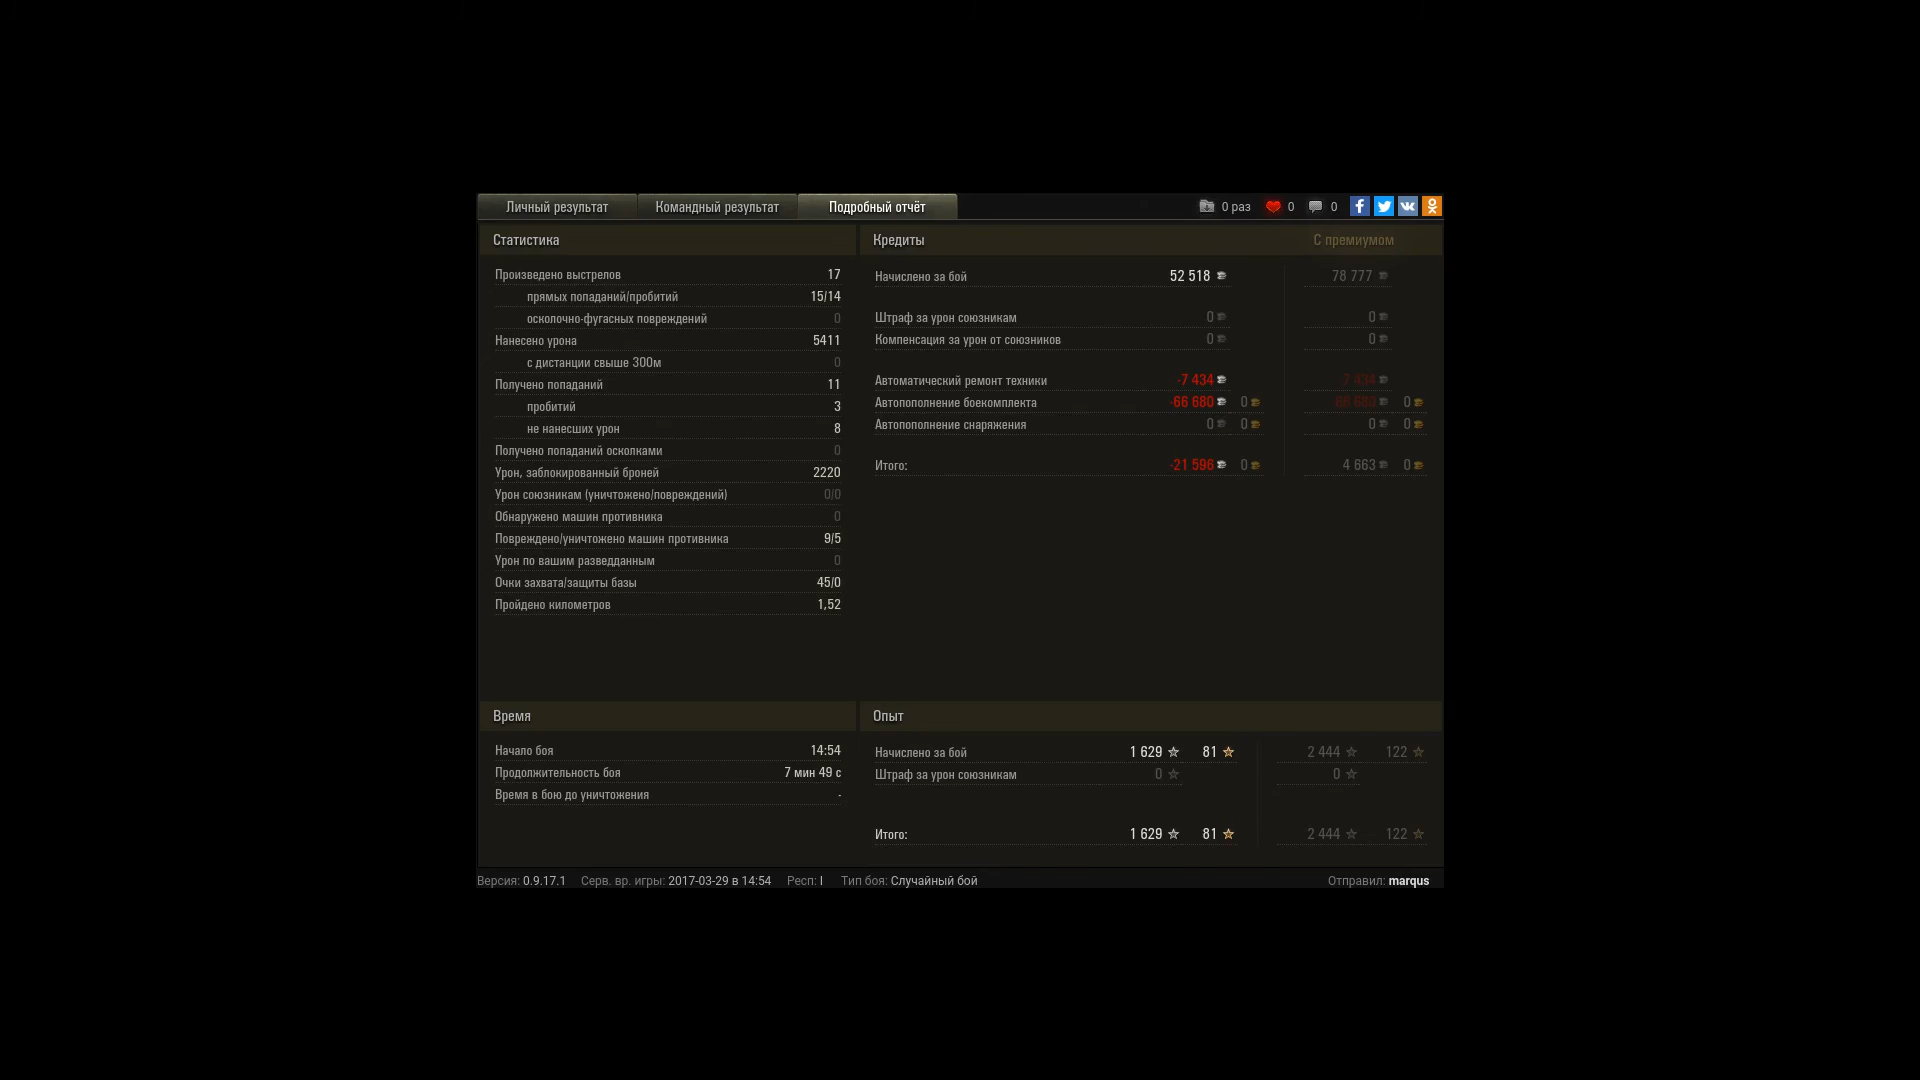 Личный результат Командный результат Подробный отчёт 0 раз 0 0
Статистика
Произведено выстрелов 17
прямых попаданий/пробитий 15/14
осколочно-фугасных повреждений 0
Нанесено урона 5411
с дистанции свыше 300м 0
Получено попаданий 11
пробитий 3
не нанесших урон 8
Получено попаданий осколками 0
Урон, заблокированный броней 2220
Урон союзникам (уничтожено/повреждений) 0/0
Обнаружено машин противника 0
Повреждено/уничтожено машин противника 9/5
Урон по вашим разведданным 0
Очки захвата/защиты базы 45/0
Пройдено километров 1,52
Кредиты С премиумом
Начислено за бой 52 518 78 777
Штраф за урон союзникам 0 0
Компенсация за урон от союзников 0 0
Автоматический ремонт техники -7 434 -7 434
Автопополнение боекомплекта -66 680 0 -66 680 0
Автопополнение снаряжения 0 0 0 0
Итого: -21 596 0 4 663 0
Время
Начало боя 14:54
Продолжительность боя 7 мин 49 с
Время в бою до уничтожения -
Опыт
Начислено за бой 1 629 81 2 444 122
Штраф за урон союзникам 0 0
Итого: 1 629 81 2 444 122
Версия: 0.9.17.1 Серв. вр. игры: 2017-03-29 в 14:54 Респ: I Тип боя: Случайный бой Отправил: marqus